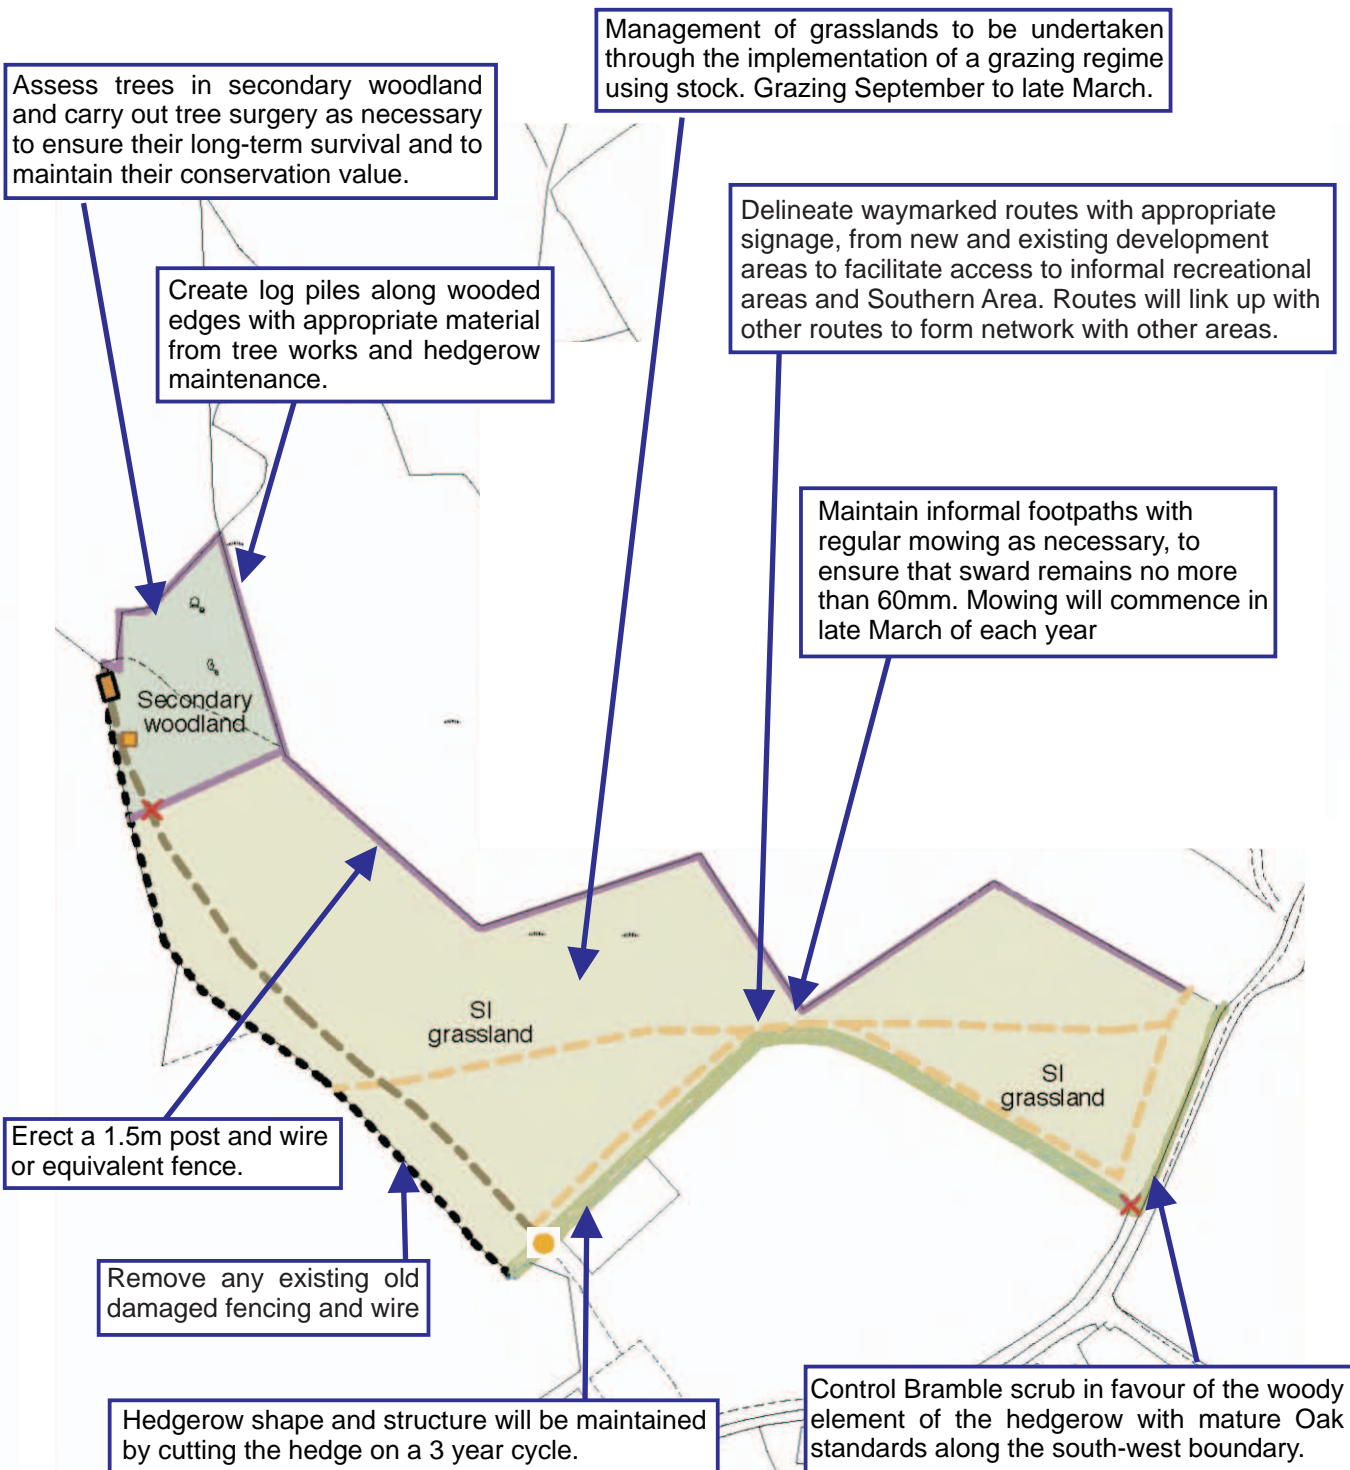 Management of grasslands to be undertaken
through the implementation of a grazing regime
using stock. Grazing September to late March.
Assess trees in secondary woodland
and carry out tree surgery as necessary
to ensure their long-term survival and to
maintain their conservation value.
Delineate waymarked routes with appropriate
signage, from new and existing development
areas to facilitate access to informal recreational
areas and Southern Area. Routes will link up with
other routes to form network with other areas.
Create log piles along wooded
edges with appropriate material
from tree works and hedgerow
maintenance.
Maintain informal footpaths with
regular mowing as necessary, to
ensure that sward remains no more
than 60mm. Mowing will commence in
late March of each year
Secondary
woodland
SI
grassland
SI
grassland
Erect a 1.5m post and wire
or equivalent fence.
Remove any existing old
damaged fencing and wire
Hedgerow shape and structure will be maintained
by cutting the hedge on a 3 year cycle.
Control Bramble scrub in favour of the woody
element of the hedgerow with mature Oak
standards along the south-west boundary.